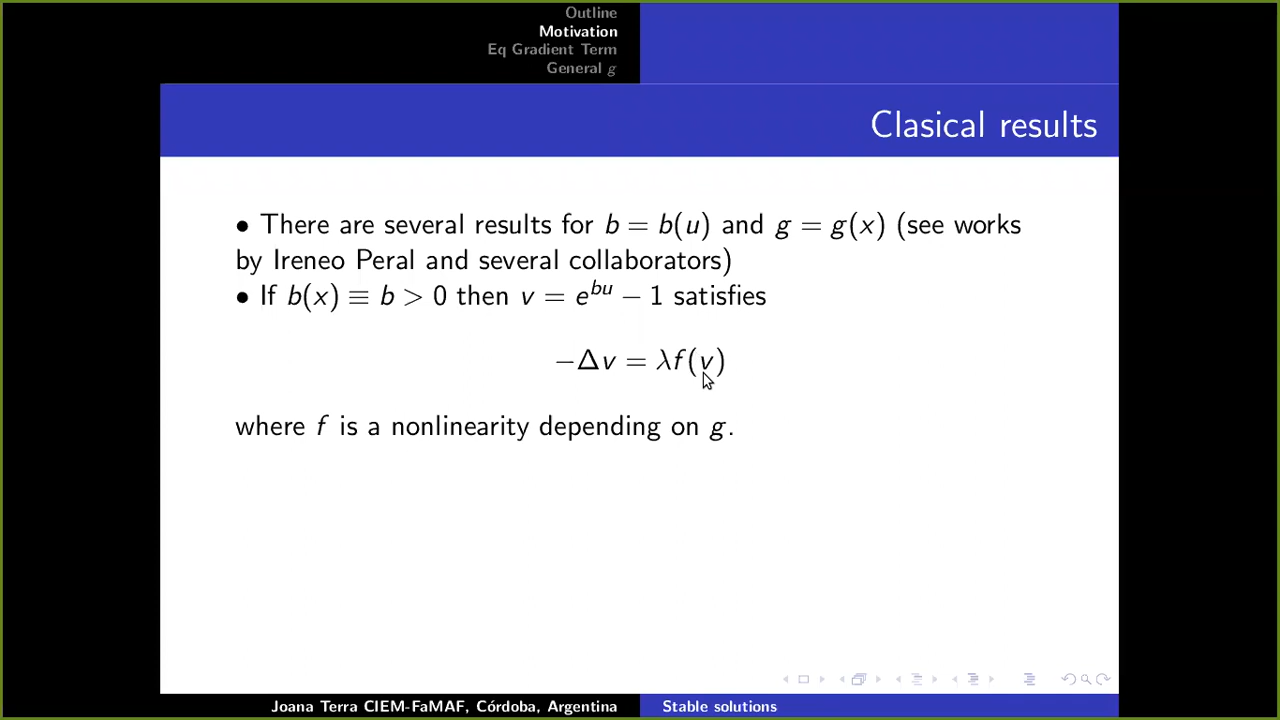 Outline
Motivation
Eq Gradient Term
General g
Clasical results
• There are several results for b = b(u) and g = g(x) (see works
by Ireneo Peral and several collaborators)
• If b(x) ≡ b > 0 then v = e^{bu} − 1 satisfies
−Δv = λf(v)
where f is a nonlinearity depending on g.
Joana Terra CIEM-FaMAF, Córdoba, Argentina
Stable solutions